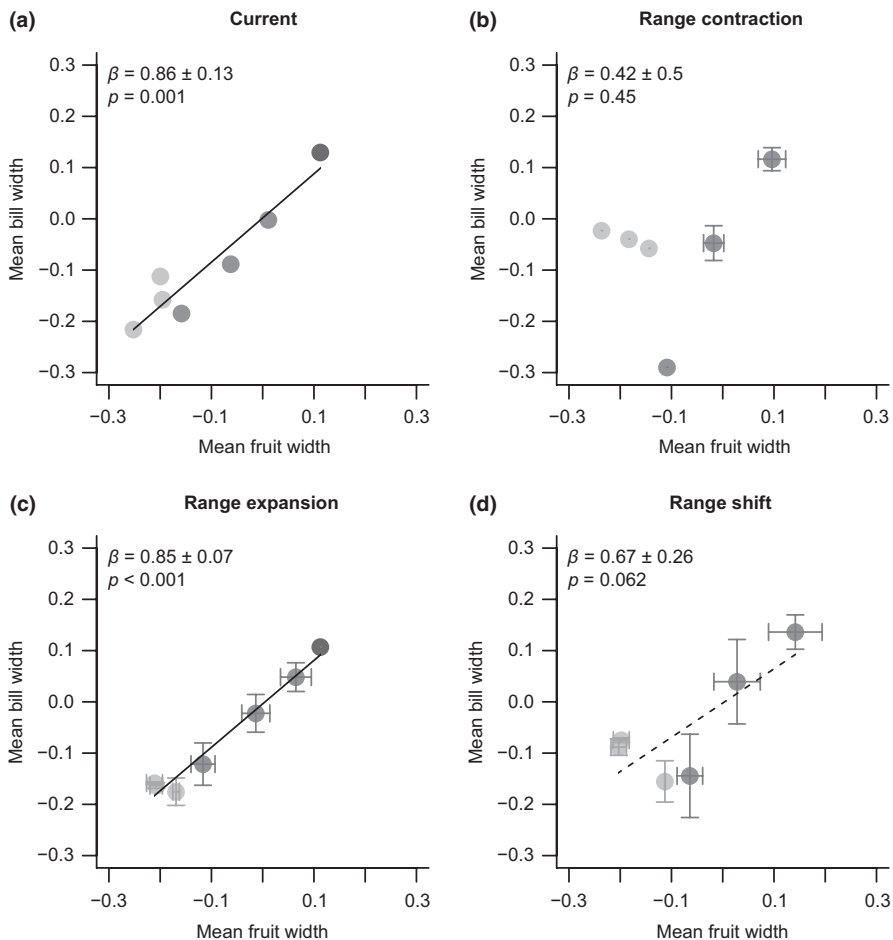 (a) Current
β = 0.86 ± 0.13
p = 0.001
0.3
0.2
0.1
0.0
−0.1
−0.2
−0.3
Mean bill width
−0.3 −0.1 0.1 0.3
Mean fruit width
(b) Range contraction
β = 0.42 ± 0.5
p = 0.45
0.3
0.2
0.1
0.0
−0.1
−0.2
−0.3
Mean bill width
−0.3 −0.1 0.1 0.3
Mean fruit width
(c) Range expansion
β = 0.85 ± 0.07
p < 0.001
0.3
0.2
0.1
0.0
−0.1
−0.2
−0.3
Mean bill width
−0.3 −0.1 0.1 0.3
Mean fruit width
(d) Range shift
β = 0.67 ± 0.26
p = 0.062
0.3
0.2
0.1
0.0
−0.1
−0.2
−0.3
Mean bill width
−0.3 −0.1 0.1 0.3
Mean fruit width